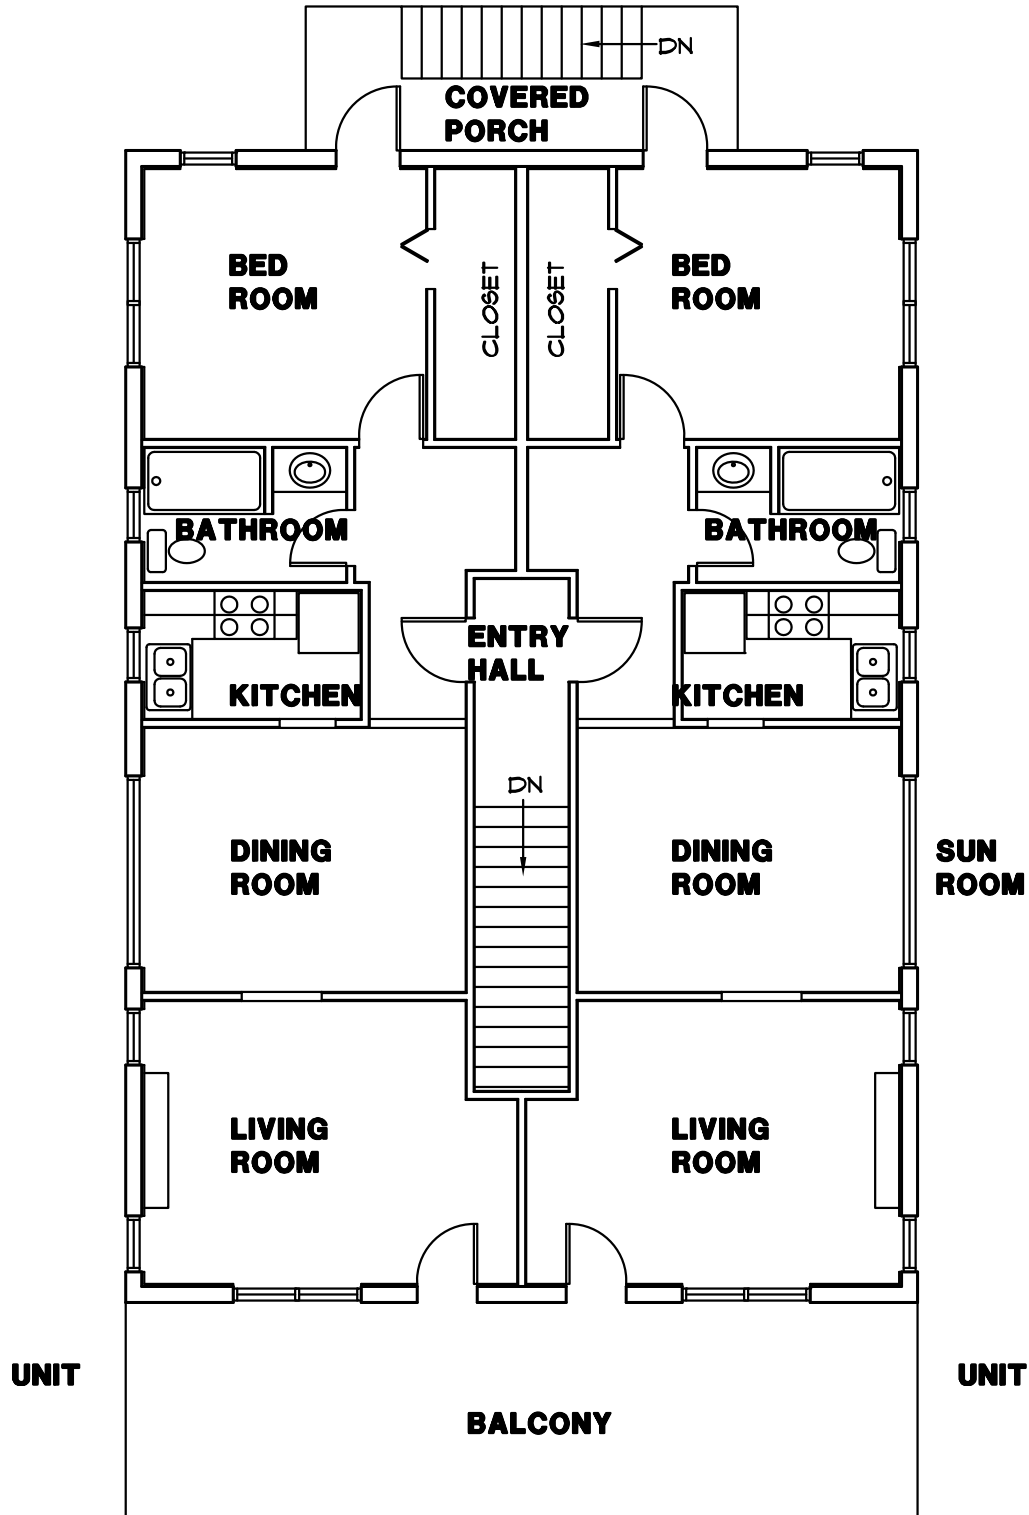 DN
COVERED
PORCH
BED
ROOM
CLOSET
CLOSET
BED
ROOM
BATHROOM
BATHROOM
ENTRY
HALL
KITCHEN
KITCHEN
DN
DINING
ROOM
DINING
ROOM
SUN
ROOM
LIVING
ROOM
LIVING
ROOM
UNIT
UNIT
BALCONY